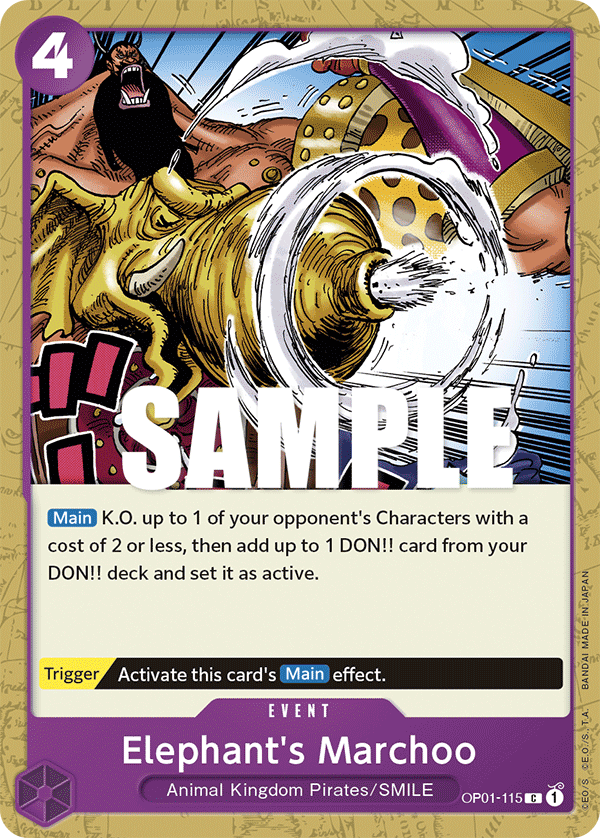 4
SAMPLE
Main K.O. up to 1 of your opponent's Characters with a
cost of 2 or less, then add up to 1 DON!! card from your
DON!! deck and set it as active.
Trigger Activate this card's Main effect.
EVENT
Elephant's Marchoo
Animal Kingdom Pirates/SMILE
OP01-115 C 1
©E.O/S. ©E.O./S.,T.A. BANDAI MADE IN JAPAN